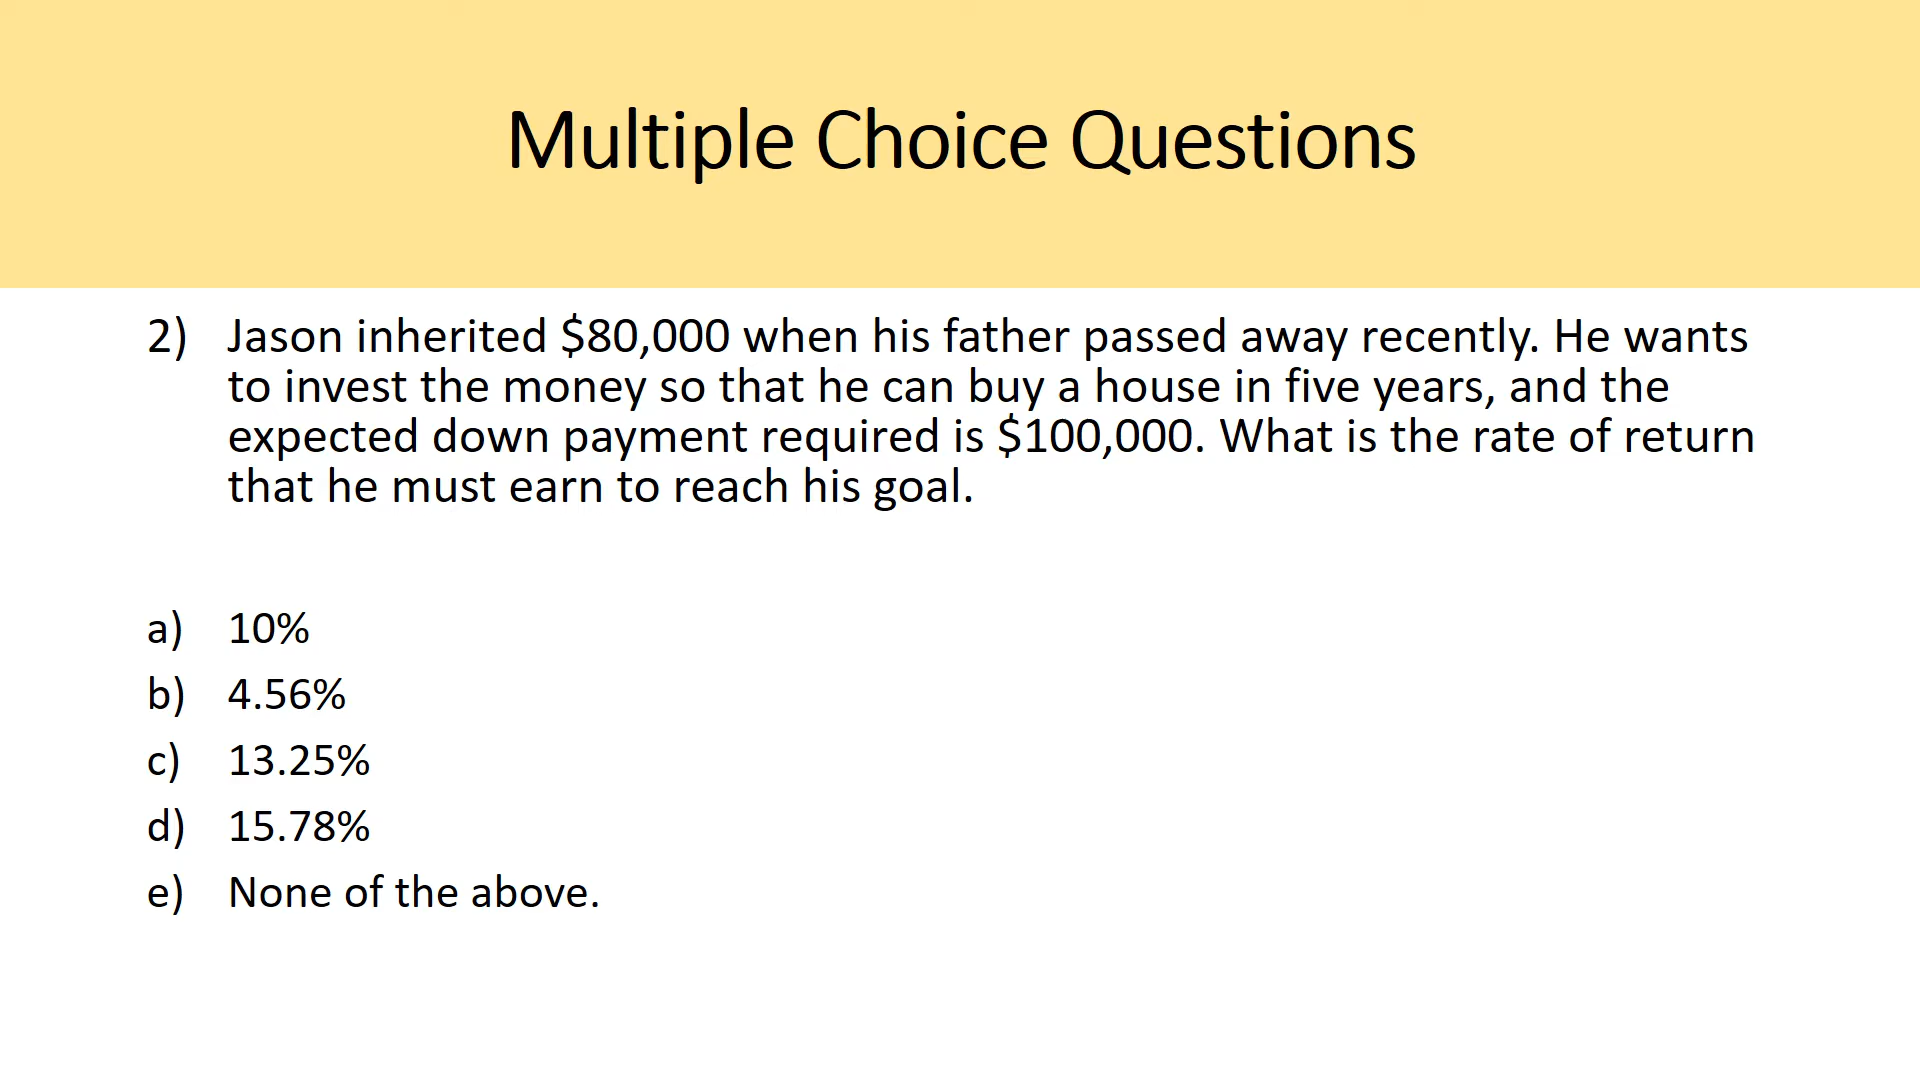 Multiple Choice Questions
2) Jason inherited $80,000 when his father passed away recently. He wants
to invest the money so that he can buy a house in five years, and the
expected down payment required is $100,000. What is the rate of return
that he must earn to reach his goal.
a) 10%
b) 4.56%
c) 13.25%
d) 15.78%
e) None of the above.